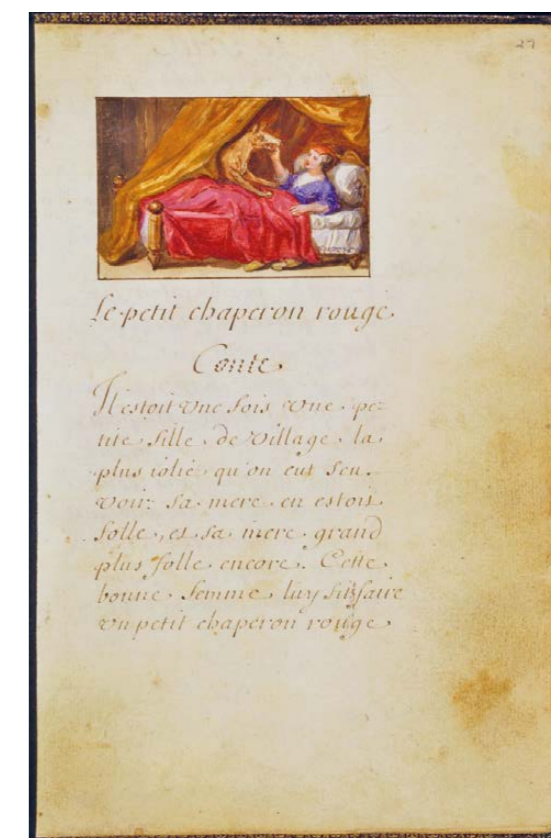 27
Le petit chaperon rouge.
Conte.
Il estoit une fois une pe-
tite fille de village la
plus iolie qu'on eut seu
voir: sa mere en estoit
folle, et sa mere grand
plus folle encore. Cette
bonne femme luy fit faire
un petit chaperon rouge